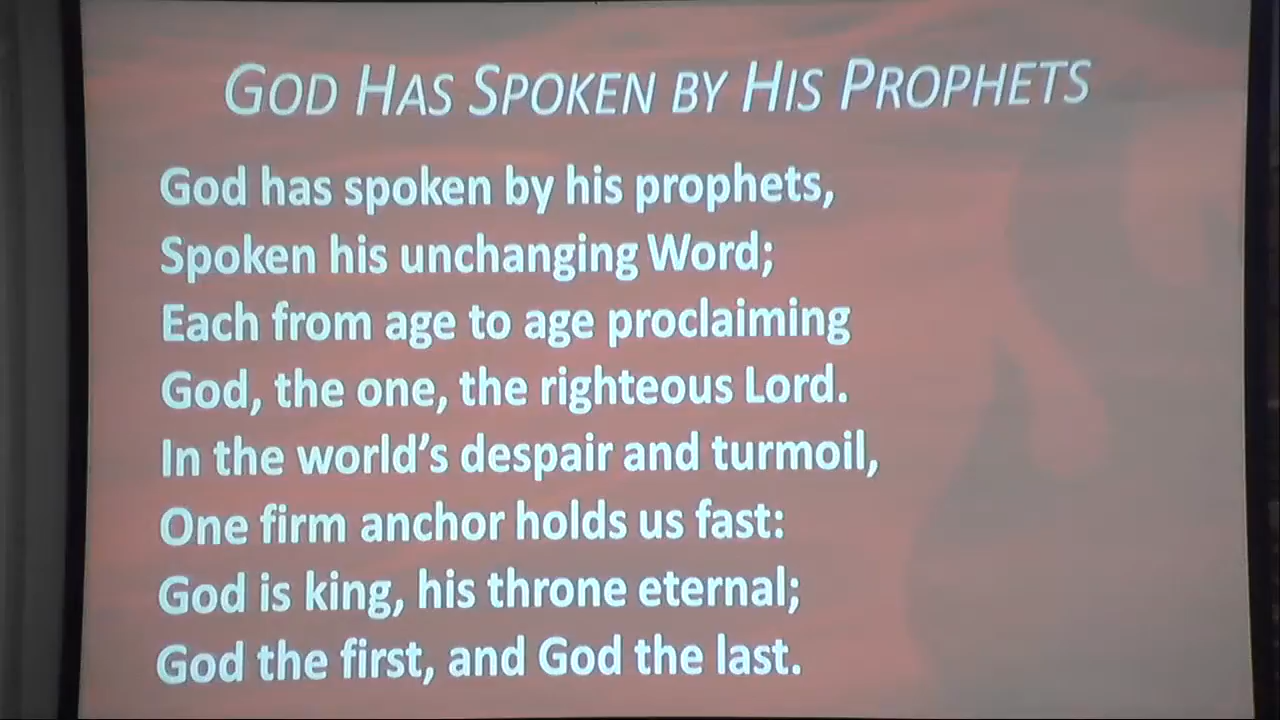 GOD HAS SPOKEN BY HIS PROPHETS
God has spoken by his prophets,
Spoken his unchanging Word;
Each from age to age proclaiming
God, the one, the righteous Lord.
In the world’s despair and turmoil,
One firm anchor holds us fast:
God is king, his throne eternal;
God the first, and God the last.